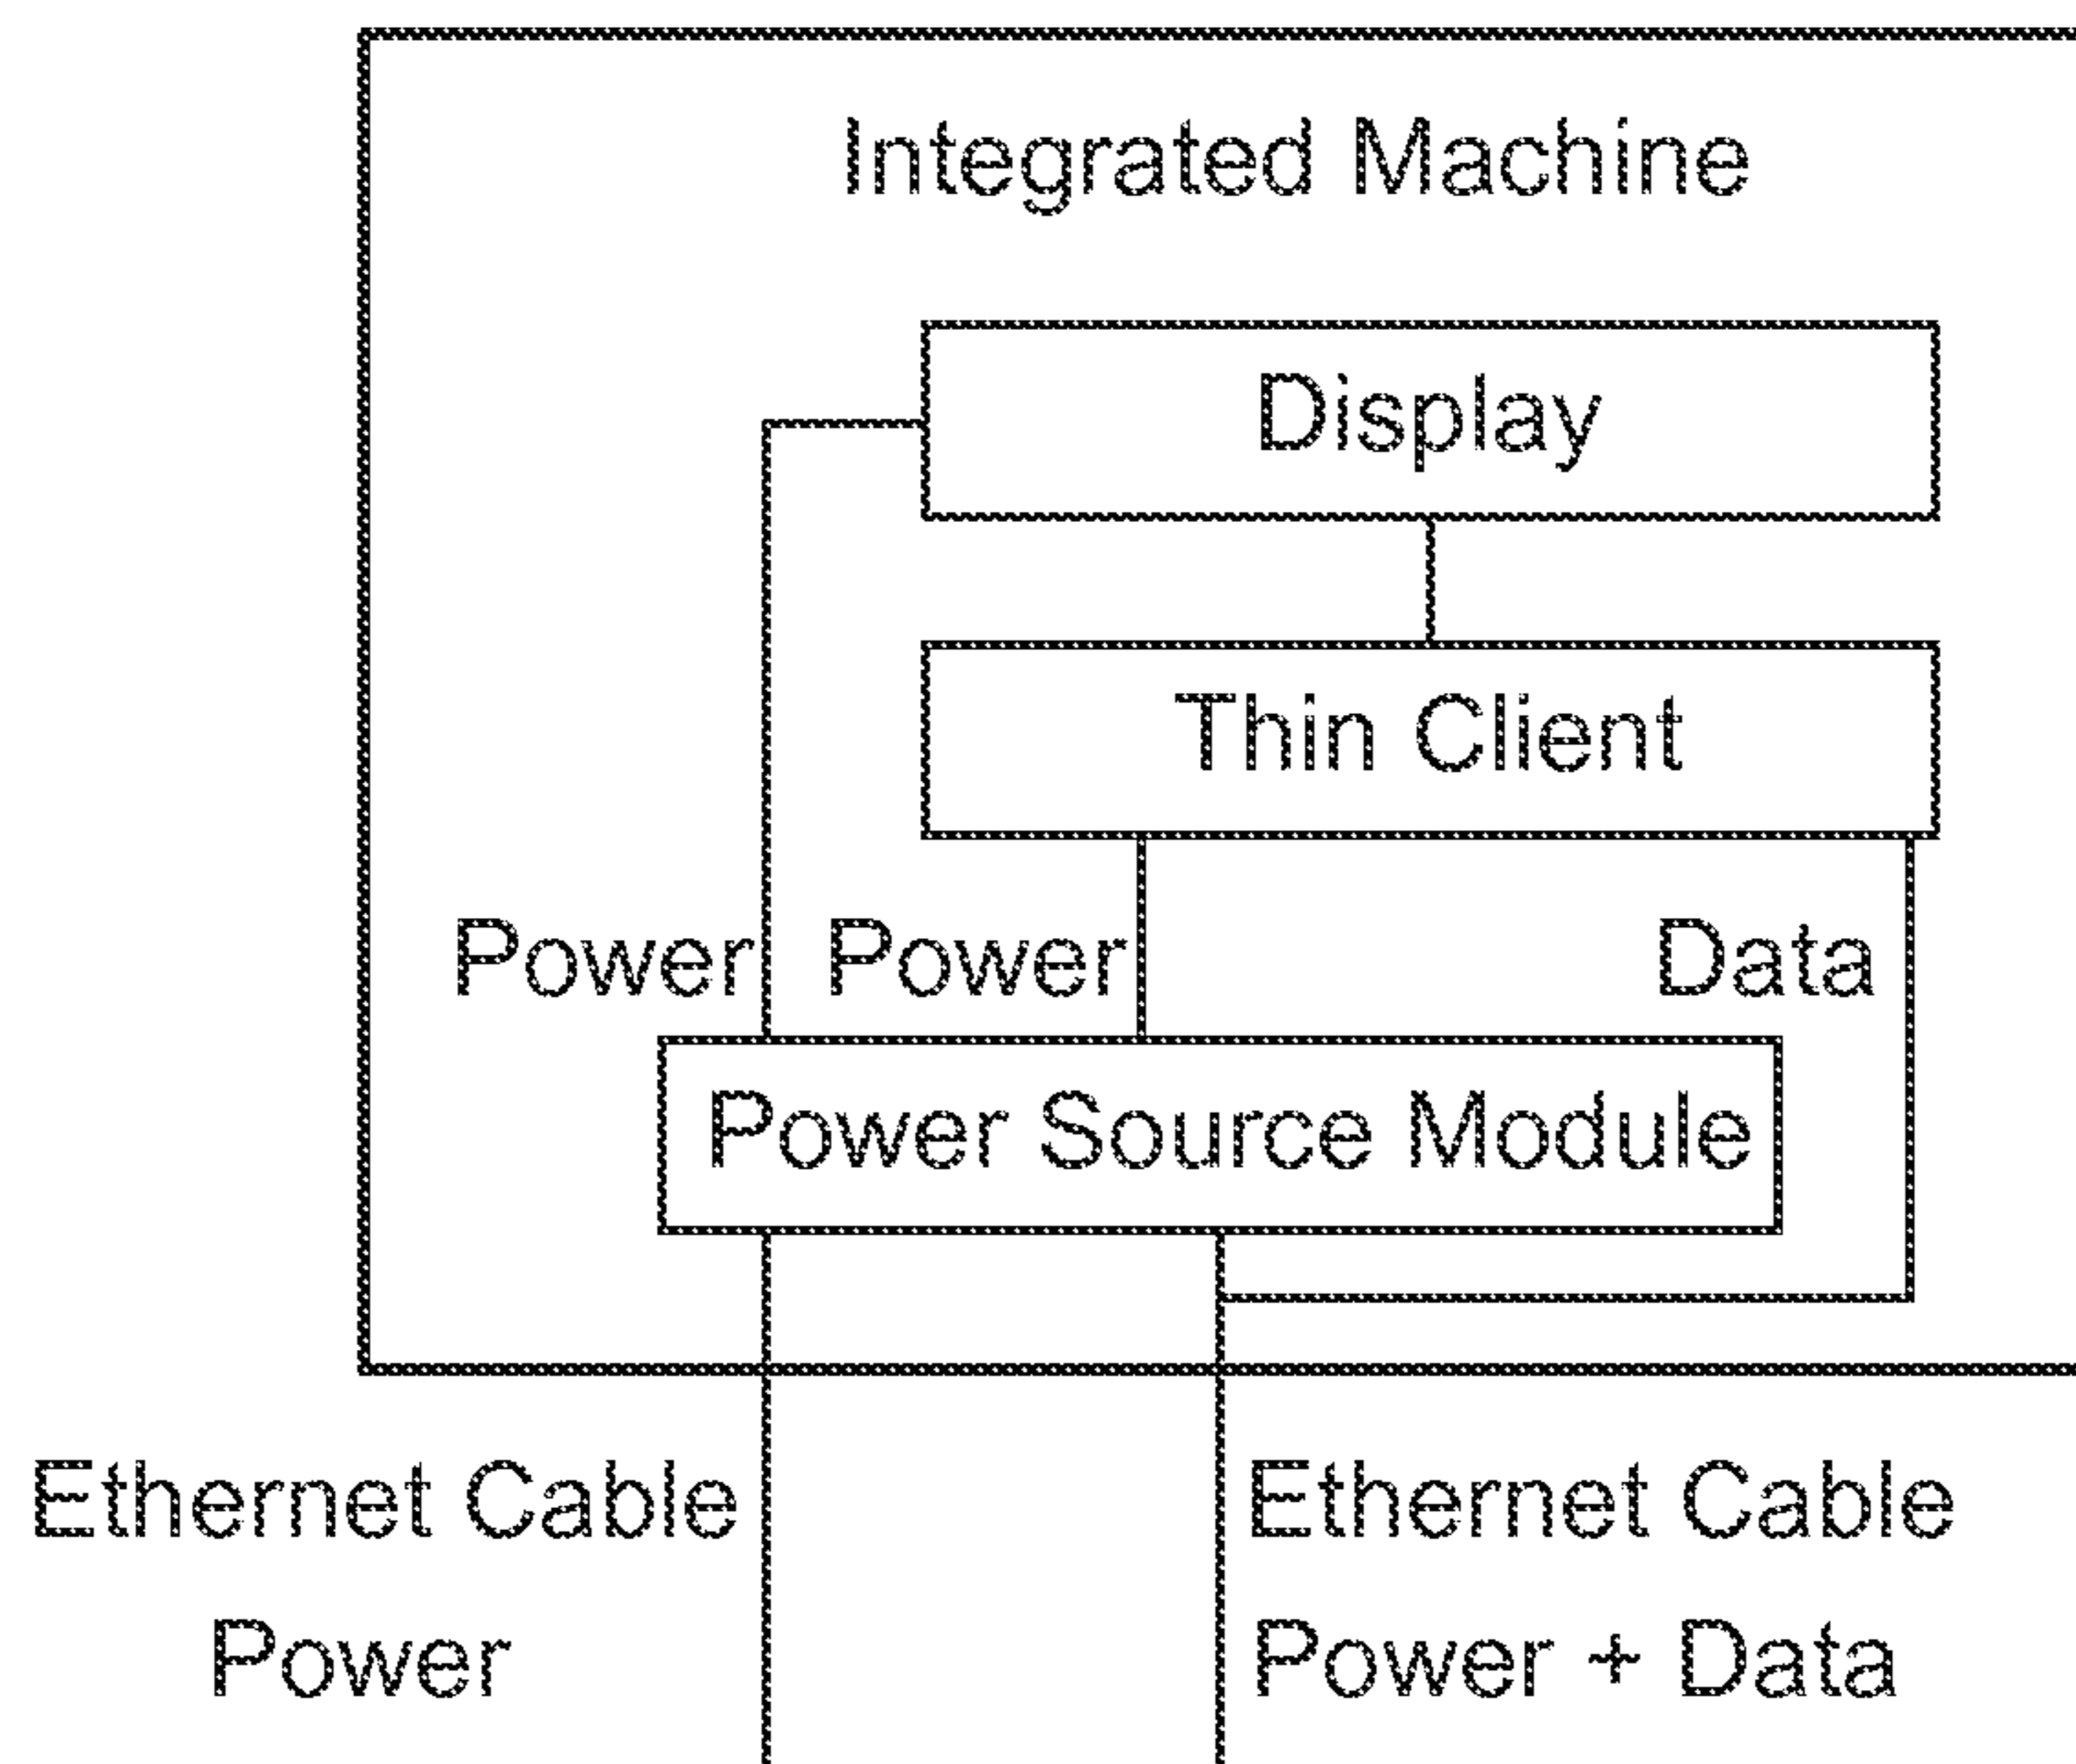 Integrated Machine
Display
Thin Client
Power Power Data
Power Source Module
Ethernet Cable Ethernet Cable
Power Power + Data